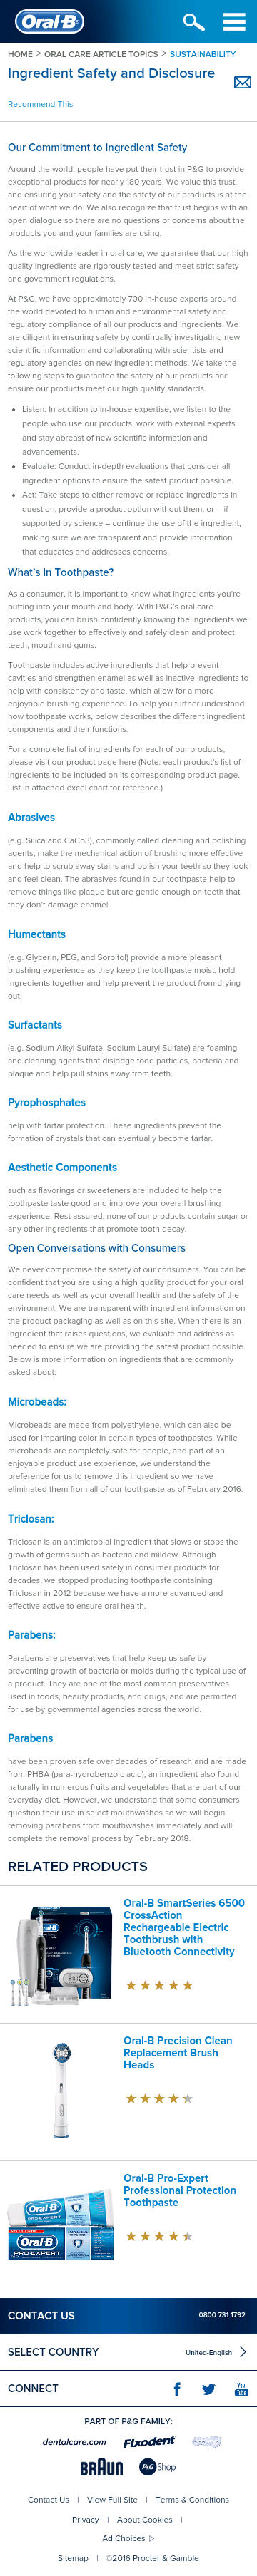 Oral-B
HOME > ORAL CARE ARTICLE TOPICS > SUSTAINABILITY
Ingredient Safety and Disclosure
Recommend This
Our Commitment to Ingredient Safety
Around the world, people have put their trust in P&G to provide
exceptional products for nearly 180 years. We value this trust,
and ensuring your safety and the safety of our products is at the
heart of what we do. We also recognize that trust begins with an
open dialogue so there are no questions or concerns about the
products you and your families are using.
As the worldwide leader in oral care, we guarantee that our high
quality ingredients are rigorously tested and meet strict safety
and government regulations.
At P&G, we have approximately 700 in-house experts around
the world devoted to human and environmental safety and
regulatory compliance of all our products and ingredients. We
are diligent in ensuring safety by continually investigating new
scientific information and collaborating with scientists and
regulatory agencies on new ingredient methods. We take the
following steps to guarantee the safety of our products and
ensure our products meet our high quality standards.
• Listen: In addition to in-house expertise, we listen to the
people who use our products, work with external experts
and stay abreast of new scientific information and
advancements.
• Evaluate: Conduct in-depth evaluations that consider all
ingredient options to ensure the safest product possible.
• Act: Take steps to either remove or replace ingredients in
question, provide a product option without them, or – if
supported by science – continue the use of the ingredient,
making sure we are transparent and provide information
that educates and addresses concerns.
What's in Toothpaste?
As a consumer, it is important to know what ingredients you're
putting into your mouth and body. With P&G's oral care
products, you can brush confidently knowing the ingredients we
use work together to effectively and safely clean and protect
teeth, mouth and gums.
Toothpaste includes active ingredients that help prevent
cavities and strengthen enamel as well as inactive ingredients to
help with consistency and taste, which allow for a more
enjoyable brushing experience. To help you further understand
how toothpaste works, below describes the different ingredient
components and their functions.
For a complete list of ingredients for each of our products,
please visit our product page here (Note: each product's list of
ingredients to be included on its corresponding product page.
List in attached excel chart for reference.)
Abrasives
(e.g. Silica and CaCo3), commonly called cleaning and polishing
agents, make the mechanical action of brushing more effective
and help to scrub away stains and polish your teeth so they look
and feel clean. The abrasives found in our toothpaste help to
remove things like plaque but are gentle enough on teeth that
they don't damage enamel.
Humectants
(e.g. Glycerin, PEG, and Sorbitol) provide a more pleasant
brushing experience as they keep the toothpaste moist, hold
ingredients together and prevent the product from drying
out.
Surfactants
(e.g. Sodium Alkyl Sulfate, Sodium Lauryl Sulfate) are foaming
and cleaning agents that dislodge food particles, bacteria and
plaque and help pull stains away from teeth.
Pyrophosphates
help with tartar protection. These ingredients prevent the
formation of crystals that can eventually become tartar.
Aesthetic Components
such as flavorings or sweeteners are included to help the
toothpaste taste good and improve your overall brushing
experience. Rest assured, none of our products contain sugar or
any other ingredients that promote tooth decay.
Open Conversations with Consumers
We never compromise the safety of our consumers. You can be
confident that you are using a high quality product for your oral
care needs as well as your overall health and the safety of the
environment. We are transparent with ingredient information on
the product packaging as well as on this site. When there is an
ingredient that raises questions, we evaluate and address as
needed to ensure we are providing the safest product possible.
Below is more information on ingredients that are commonly
asked about:
Microbeads:
Microbeads are made from polyethylene, which can also be
used for imparting color in certain types of toothpastes. While
microbeads are completely safe for people, and part of an
enjoyable product use experience, we understand the
preference for us to remove this ingredient so we have
eliminated them from all of our toothpaste as of February 2016.
Triclosan:
Triclosan is an antimicrobial ingredient that slows or stops the
growth of germs such as bacteria and mildew. Although
Triclosan has been used safely in consumer products for
decades, we stopped producing toothpaste containing
Triclosan in 2012 because we have a more advanced and
effective active to ensure oral health.
Parabens:
Parabens are preservatives that help keep us safe by
preventing growth of bacteria or molds during the typical use of
a product. They are one of the most common preservatives
used in foods, beauty products, and drugs, and are permitted
for use by governmental agencies across the world.
Parabens
have been proven safe over decades of research and are made
from PHBA (para-hydrobenzoic acid), an ingredient also found
naturally in numerous fruits and vegetables that are part of our
everyday diet. However, we understand that some consumers
question their use in select mouthwashes so we will begin
removing parabens from mouthwashes immediately and will
complete the removal process by February 2018.
RELATED PRODUCTS
Oral-B SmartSeries 6500
CrossAction
Rechargeable Electric
Toothbrush with
Bluetooth Connectivity
Oral-B Precision Clean
Replacement Brush
Heads
Oral-B Pro-Expert
Professional Protection
Toothpaste
Oral-B
PRO-EXPERT
CONTACT US 0800 731 1792
SELECT COUNTRY United-English
CONNECT You Tube
PART OF P&G FAMILY:
dentalcare.com Fixodent
BRAUN P&G Shop
Contact Us | View Full Site | Terms & Conditions
Privacy | About Cookies |
Ad Choices
Sitemap | ©2016 Procter & Gamble